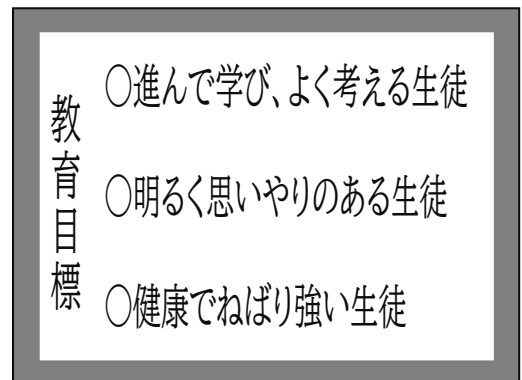 教育目標
○進んで学び、よく考える生徒
○明るく思いやりのある生徒
○健康でねばり強い生徒